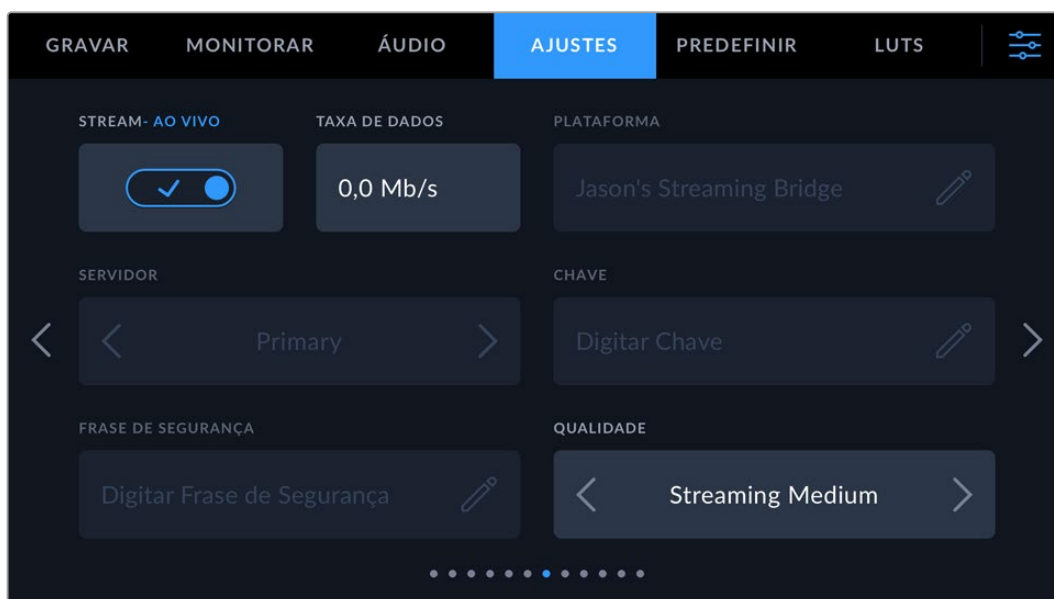 GRAVAR MONITORAR ÁUDIO AJUSTES PREDEFINIR LUTS
STREAM- AO VIVO TAXA DE DADOS PLATAFORMA
0,0 Mb/s Jason's Streaming Bridge
SERVIDOR CHAVE
Primary Digitar Chave
FRASE DE SEGURANÇA QUALIDADE
Digitar Frase de Segurança Streaming Medium